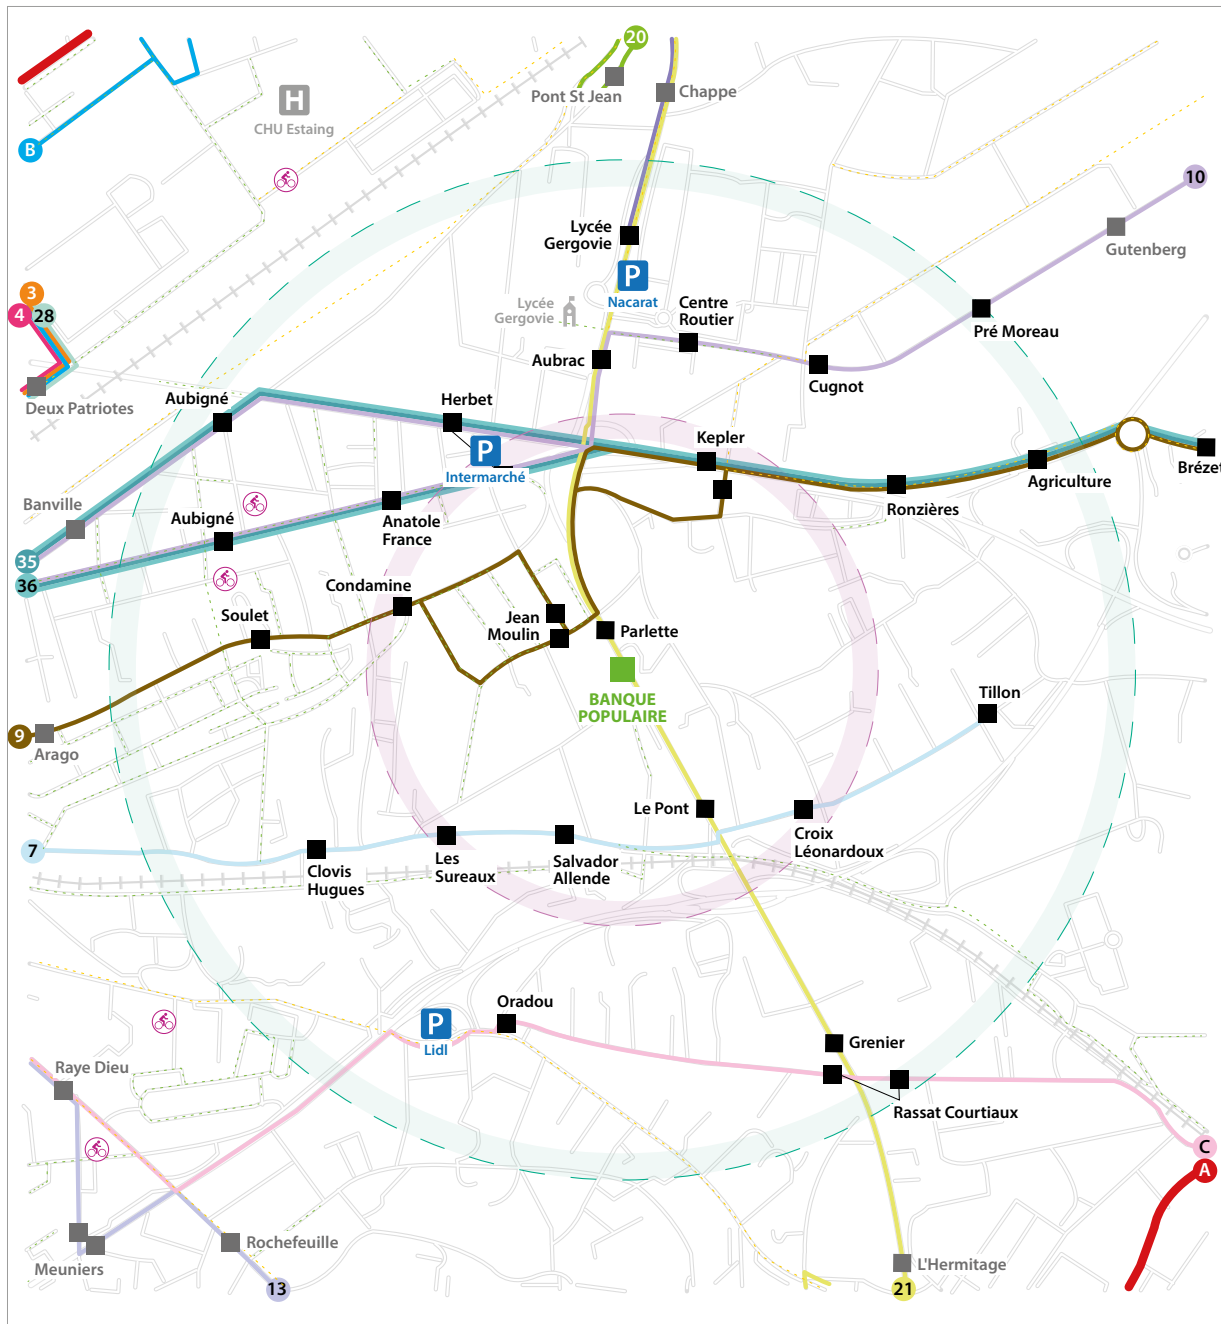 20
Pont St Jean
Chappe
H
CHU Estaing
B
10
Gutenberg
Lycée
Gergovie
P
Nacarat
3
4
28
Lycée
Gergovie
Centre
Routier
Pré Moreau
Aubrac
Cugnot
Deux Patriotes
Aubigné
Herbet
Kepler
P
Intermarché
Brézet
Agriculture
Ronzières
Banville
Aubigné
Anatole
France
35
36
Condamine
Soulet
Jean
Moulin
Parlette
BANQUE
POPULAIRE
Tillon
9
Arago
Le Pont
7
Clovis
Hugues
Les
Sureaux
Salvador
Allende
Croix
Léonardoux
Oradou
P
Lidl
Grenier
Raye Dieu
Rassat Courtiaux
C
A
Rochefeuille
Meuniers
13
L'Hermitage
21